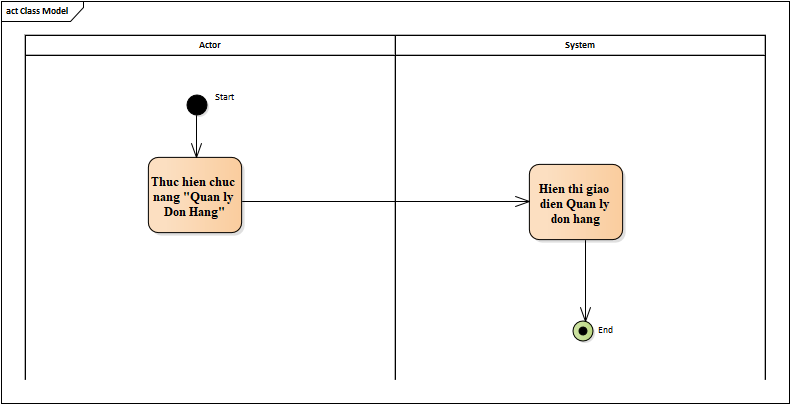 act Class Model
Actor
System
Start
Thuc hien chuc
nang "Quan ly
Don Hang"
Hien thi giao
dien Quan ly
don hang
End